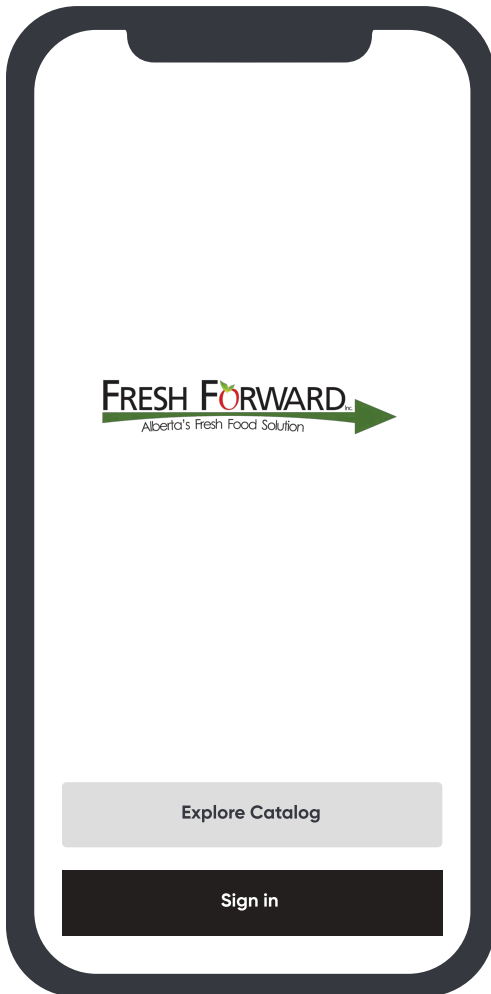 FRESH FORWARD Inc.
Alberta's Fresh Food Solution
Explore Catalog
Sign in